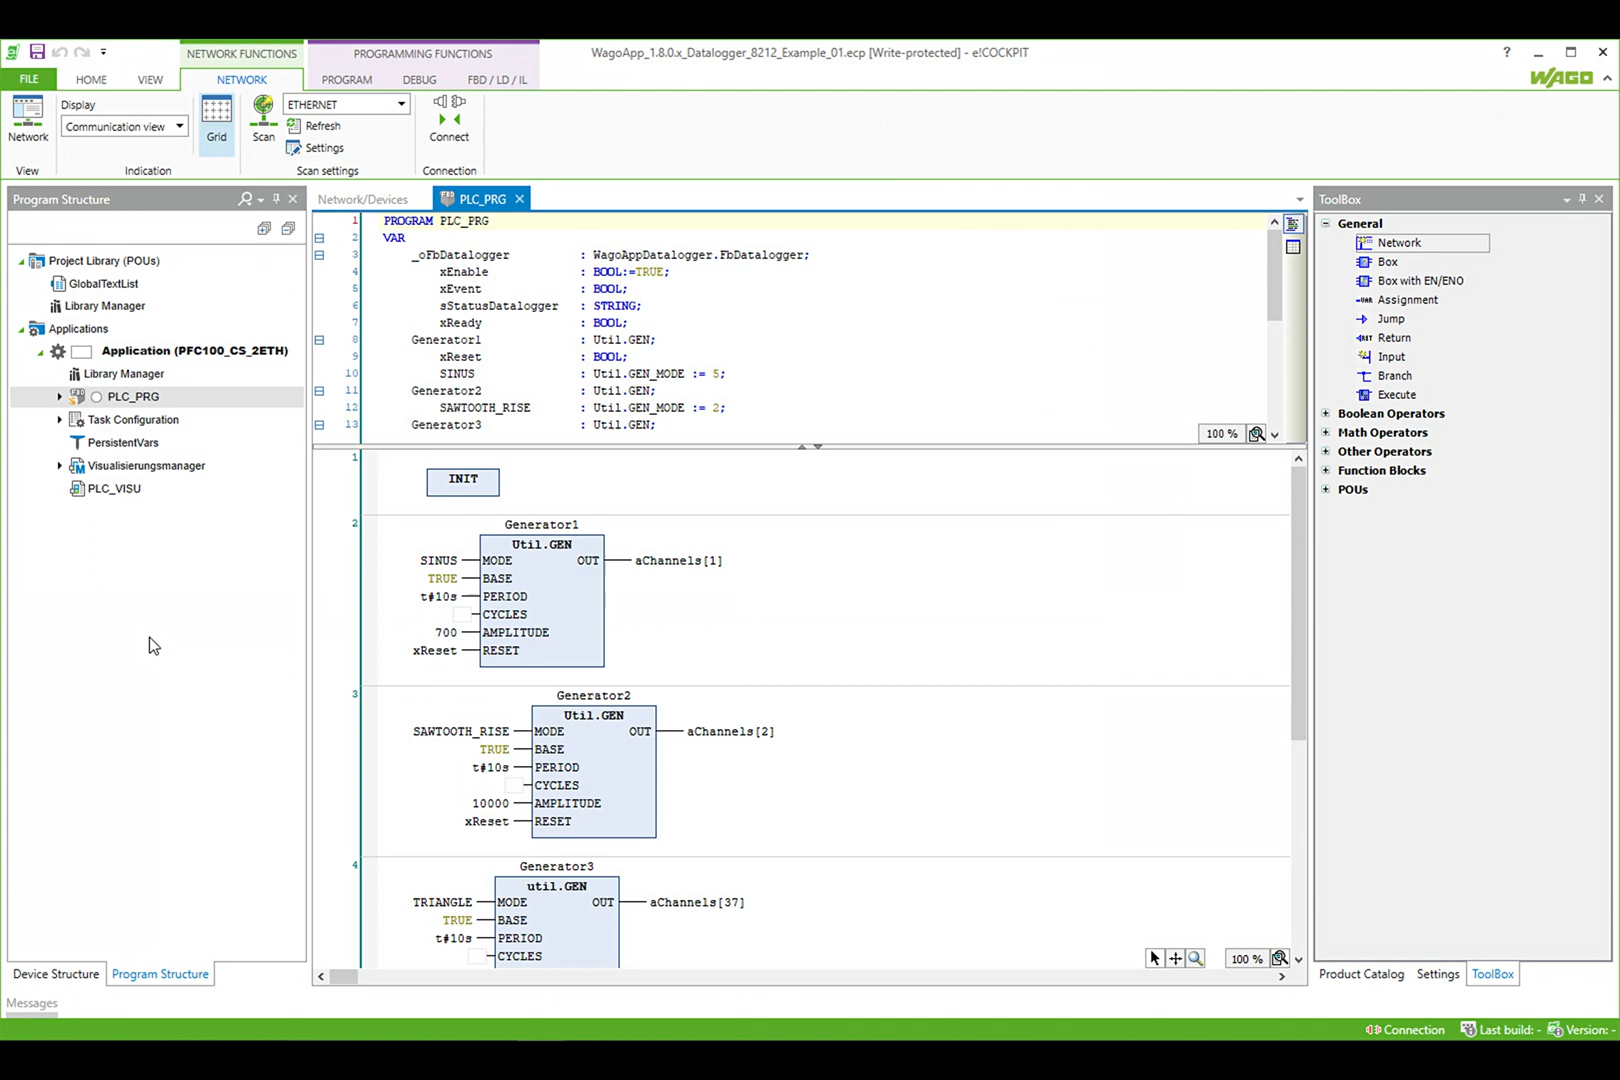 NETWORK FUNCTIONS
PROGRAMMING FUNCTIONS
WagoApp_1.8.0.x_Datalogger_8212_Example_01.ecp [Write-protected] - e!COCKPIT
FILE
HOME
VIEW
NETWORK
PROGRAM
DEBUG
FBD / LD / IL
WAGO
Network
View
Display
Communication view
Indication
Grid
Scan
ETHERNET
Refresh
Settings
Scan settings
Connect
Connection
Program Structure
Project Library (POUs)
GlobalTextList
Library Manager
Applications
Application (PFC100_CS_2ETH)
Library Manager
PLC_PRG
Task Configuration
PersistentVars
Visualisierungsmanager
PLC_VISU
Device Structure
Program Structure
Network/Devices
PLC_PRG
1 PROGRAM PLC_PRG
2 VAR
3 _oFbDatalogger : WagoAppDatalogger.FbDatalogger;
4 xEnable : BOOL:=TRUE;
5 xEvent : BOOL;
6 sStatusDatalogger : STRING;
7 xReady : BOOL;
8 Generator1 : Util.GEN;
9 xReset : BOOL;
10 SINUS : Util.GEN_MODE := 5;
11 Generator2 : Util.GEN;
12 SAWTOOTH_RISE : Util.GEN_MODE := 2;
13 Generator3 : Util.GEN;
100 %
1
INIT
2
Generator1
Util.GEN
SINUS MODE OUT aChannels[1]
TRUE BASE
t#10s PERIOD
CYCLES
700 AMPLITUDE
xReset RESET
3
Generator2
Util.GEN
SAWTOOTH_RISE MODE OUT aChannels[2]
TRUE BASE
t#10s PERIOD
CYCLES
10000 AMPLITUDE
xReset RESET
4
Generator3
util.GEN
TRIANGLE MODE OUT aChannels[37]
TRUE BASE
t#10s PERIOD
CYCLES
100 %
ToolBox
General
Network
Box
Box with EN/ENO
Assignment
Jump
Return
Input
Branch
Execute
Boolean Operators
Math Operators
Other Operators
Function Blocks
POUs
Product Catalog
Settings
ToolBox
Messages
Connection
Last build: -
Version: -